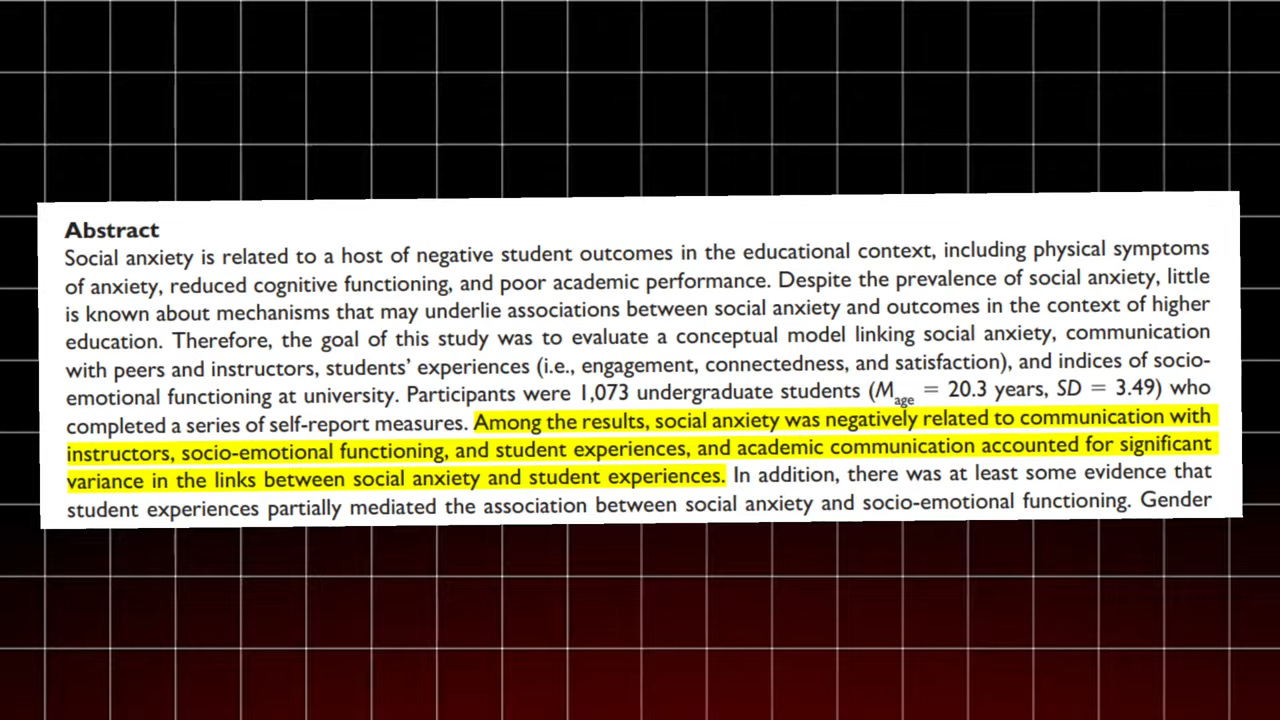 Abstract
Social anxiety is related to a host of negative student outcomes in the educational context, including physical symptoms
of anxiety, reduced cognitive functioning, and poor academic performance. Despite the prevalence of social anxiety, little
is known about mechanisms that may underlie associations between social anxiety and outcomes in the context of higher
education. Therefore, the goal of this study was to evaluate a conceptual model linking social anxiety, communication
with peers and instructors, students’ experiences (i.e., engagement, connectedness, and satisfaction), and indices of socio-
emotional functioning at university. Participants were 1,073 undergraduate students (Mage = 20.3 years, SD = 3.49) who
completed a series of self-report measures. Among the results, social anxiety was negatively related to communication with
instructors, socio-emotional functioning, and student experiences, and academic communication accounted for significant
variance in the links between social anxiety and student experiences. In addition, there was at least some evidence that
student experiences partially mediated the association between social anxiety and socio-emotional functioning. Gender